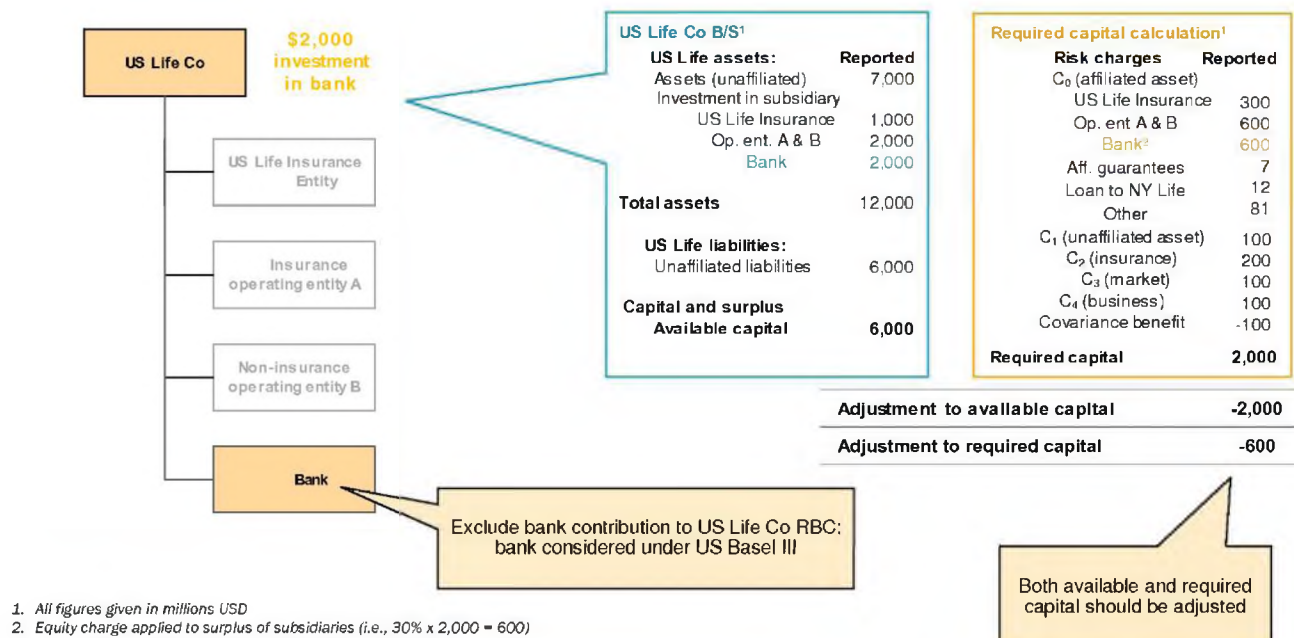 US Life Co
$2,000
investment
in bank
US Life Insurance
Entity
Insurance
operating entity A
Non-insurance
operating entity B
Bank
US Life Co B/S¹
US Life assets: Reported
Assets (unaffiliated) 7,000
Investment in subsidiary
US Life Insurance 1,000
Op. ent. A & B 2,000
Bank 2,000
Total assets 12,000
US Life liabilities:
Unaffiliated liabilities 6,000
Capital and surplus
Available capital 6,000
Required capital calculation¹
Risk charges Reported
C₀ (affiliated asset)
US Life Insurance 300
Op. ent A & B 600
Bank² 600
Aff. guarantees 7
Loan to NY Life 12
Other 81
C₁ (unaffiliated asset) 100
C₂ (insurance) 200
C₃ (market) 100
C₄ (business) 100
Covariance benefit -100
Required capital 2,000
Adjustment to available capital -2,000
Adjustment to required capital -600
Exclude bank contribution to US Life Co RBC;
bank considered under US Basel III
Both available and required
capital should be adjusted
1. All figures given in millions USD
2. Equity charge applied to surplus of subsidiaries (i.e., 30% x 2,000 = 600)